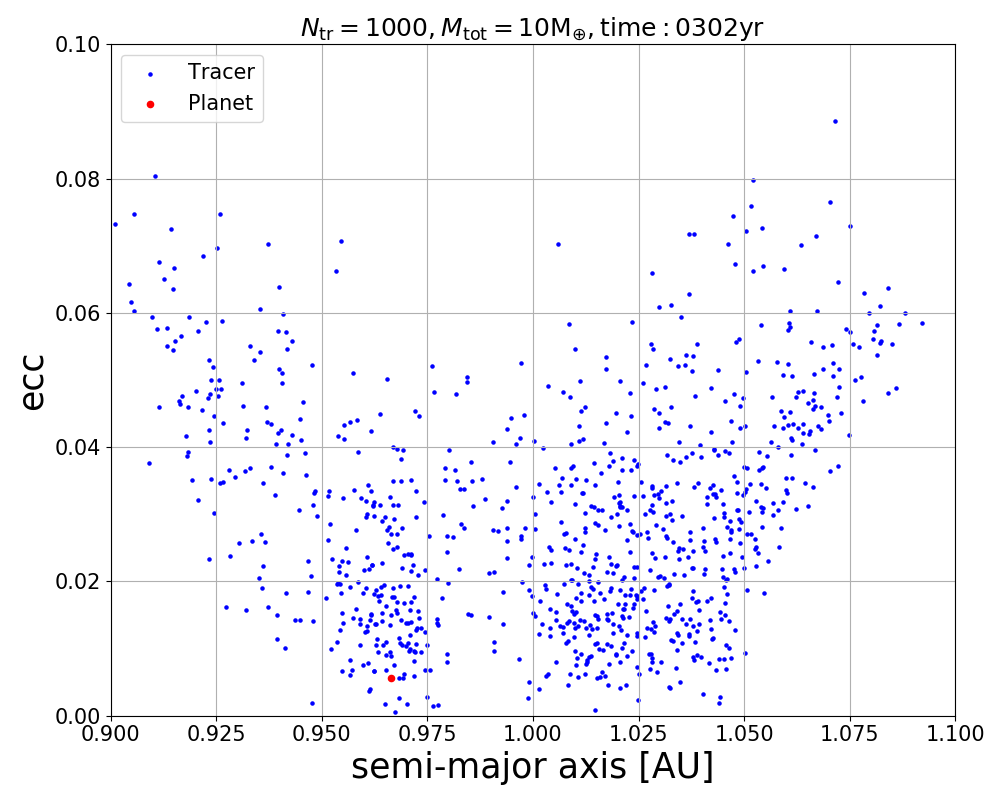 N_tr = 1000, M_tot = 10M_⊕, time : 0302yr
Tracer
Planet
0.10
0.08
0.06
0.04
0.02
0.00
ecc
0.900 0.925 0.950 0.975 1.000 1.025 1.050 1.075 1.100
semi-major axis [AU]